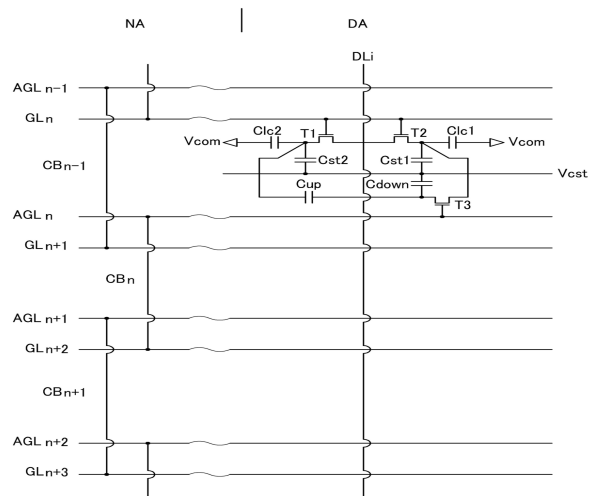 NA
DA
DLi
AGL n-1
GLn
Clc2
T1
T2
Clc1
Vcom
Vcom
Cst2
Cst1
CBn-1
Vcst
Cup
Cdown
T3
AGL n
GLn+1
CBn
AGL n+1
GLn+2
CBn+1
AGL n+2
GLn+3